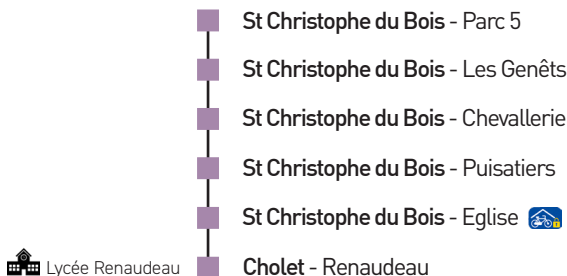 St Christophe du Bois - Parc 5
St Christophe du Bois - Les Genêts
St Christophe du Bois - Chevallerie
St Christophe du Bois - Puisatiers
St Christophe du Bois - Eglise
Lycée Renaudeau
Cholet - Renaudeau